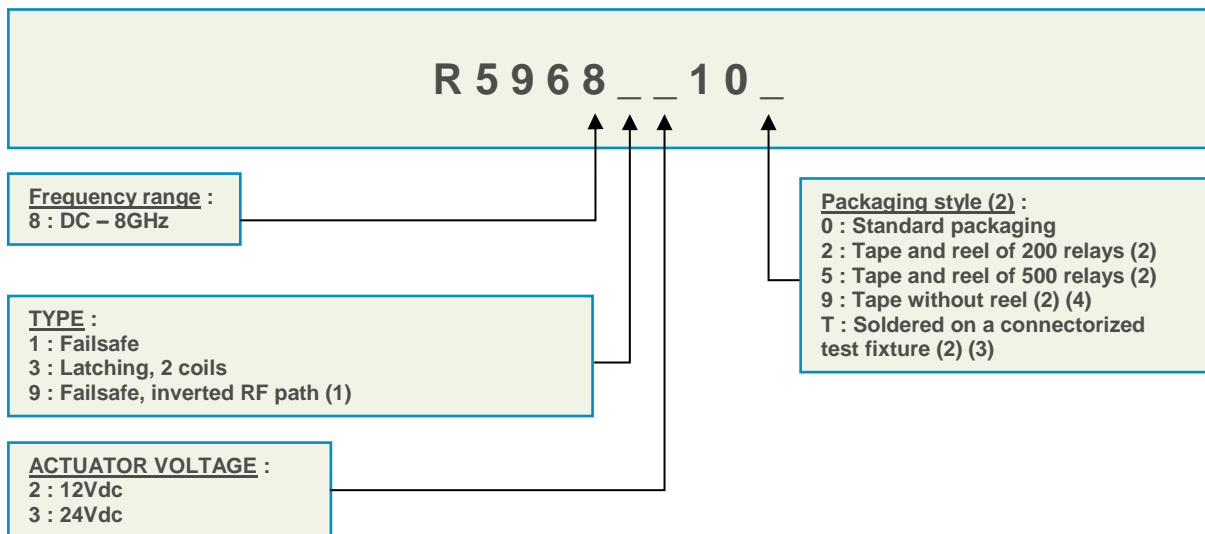 R 5 9 6 8 _ _ 1 0 _
Frequency range :
8 : DC – 8GHz
TYPE :
1 : Failsafe
3 : Latching, 2 coils
9 : Failsafe, inverted RF path (1)
ACTUATOR VOLTAGE :
2 : 12Vdc
3 : 24Vdc
Packaging style (2) :
0 : Standard packaging
2 : Tape and reel of 200 relays (2)
5 : Tape and reel of 500 relays (2)
9 : Tape without reel (2) (4)
T : Soldered on a connectorized
test fixture (2) (3)